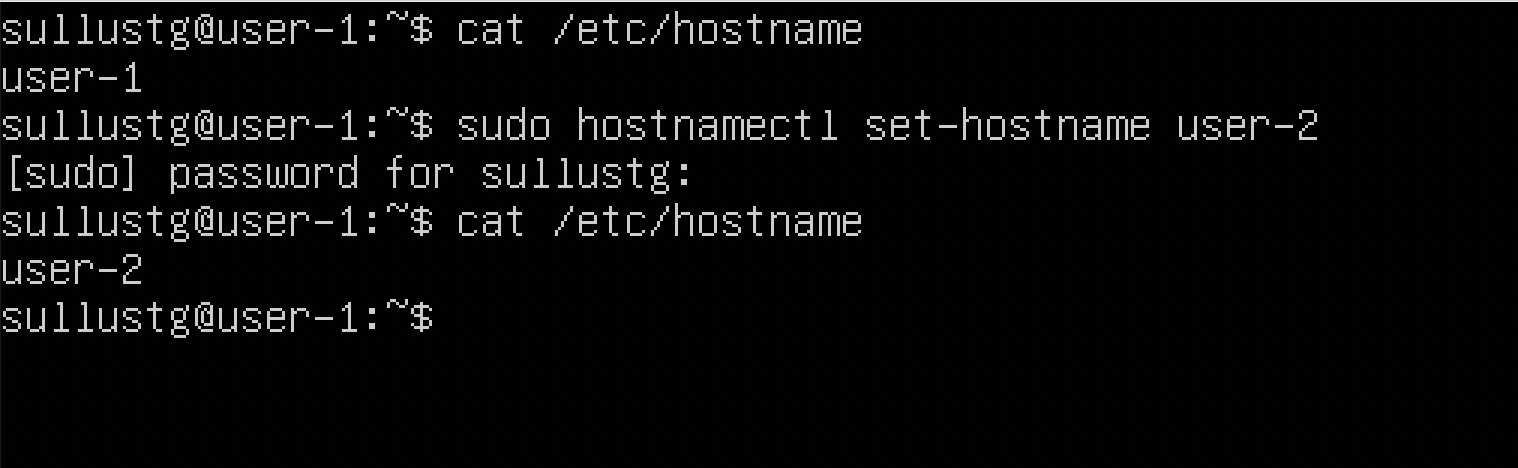 sullustg@user-1:~$ cat /etc/hostname
user-1
sullustg@user-1:~$ sudo hostnamectl set-hostname user-2
[sudo] password for sullustg:
sullustg@user-1:~$ cat /etc/hostname
user-2
sullustg@user-1:~$